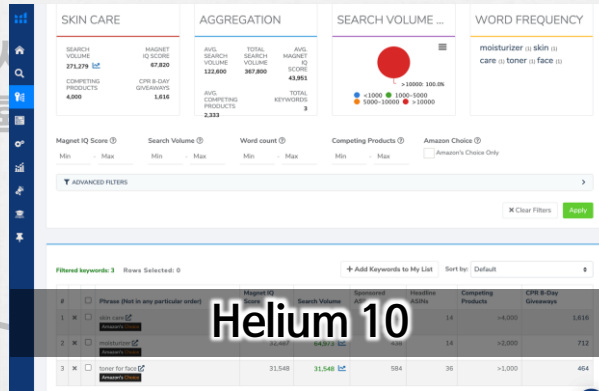 SKIN CARE
SEARCH VOLUME
271,279
MAGNET IQ SCORE
67,820
COMPETING PRODUCTS
4,000
CPR 8-DAY GIVEAWAYS
1,616
AGGREGATION
AVG. SEARCH VOLUME
122,600
TOTAL SEARCH VOLUME
367,800
AVG. MAGNET IQ SCORE
43,951
AVG. COMPETING PRODUCTS
2,333
TOTAL KEYWORDS
3
SEARCH VOLUME ...
>10000: 100.0%
<1000 1000-5000
5000-10000 >10000
WORD FREQUENCY
moisturizer (1) skin (1)
care (1) toner (1) face (1)
Magnet IQ Score Search Volume Word count Competing Products Amazon Choice
Min - Max Min - Max Min - Max Min - Max Amazon's Choice Only
ADVANCED FILTERS
Clear Filters Apply
Filtered keywords: 3 Rows Selected: 0 + Add Keywords to My List Sort by: Default
# Phrase (Not in any particular order) Magnet IQ Score Search Volume Sponsored ASINs Headline ASINs Competing Products CPR 8-Day Giveaways
1 skin care 14 >4,000 1,616
Amazon's Choice
2 moisturizer 32,487 64,973 14 >2,000 712
Amazon's Choice
3 toner for face 31,548 31,548 584 36 >1,000 464
Amazon's Choice
Helium 10